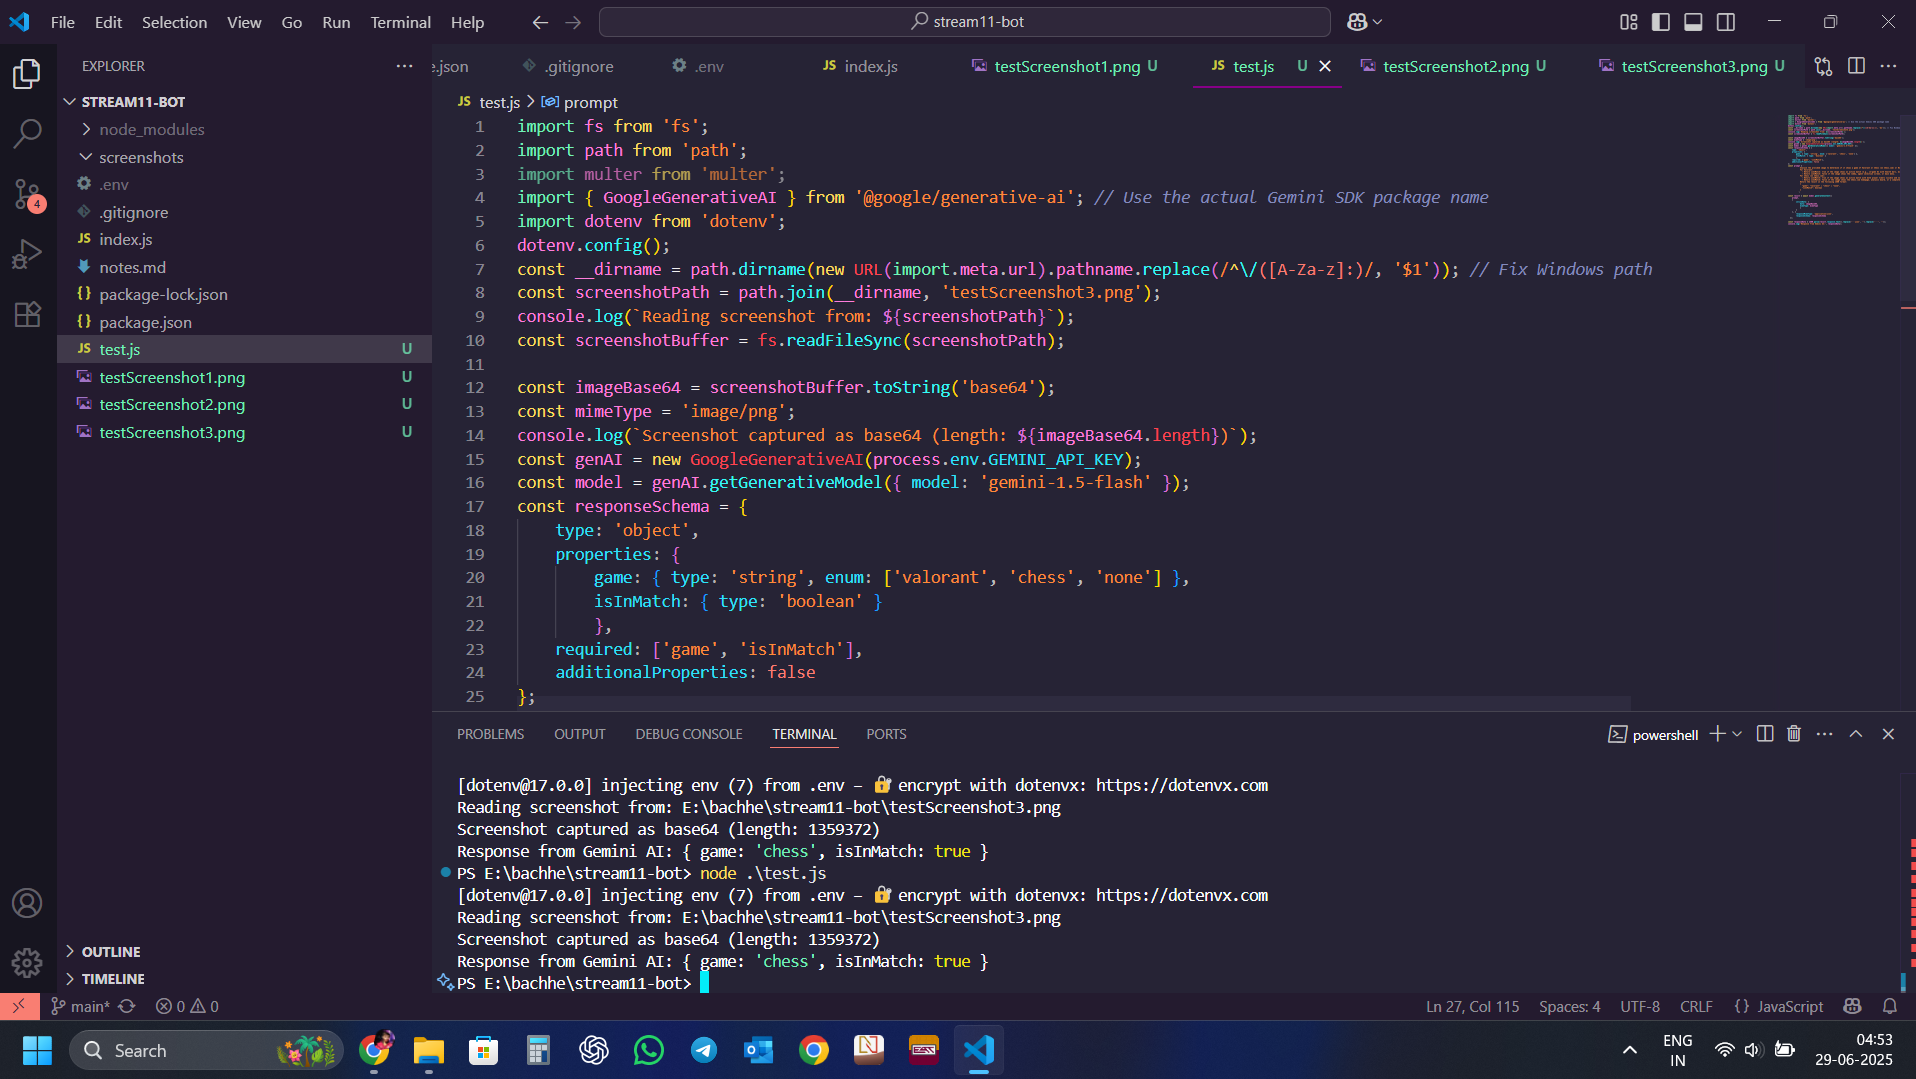 File Edit Selection View Go Run Terminal Help
stream11-bot
EXPLORER
e.json
.gitignore
.env
JS index.js
testScreenshot1.png U
JS test.js U
testScreenshot2.png U
testScreenshot3.png U
STREAM11-BOT
node_modules
screenshots
.env
.gitignore
JS index.js
notes.md
{} package-lock.json
{} package.json
JS test.js U
testScreenshot1.png U
testScreenshot2.png U
testScreenshot3.png U
4
OUTLINE
TIMELINE
JS test.js > prompt
1 import fs from 'fs';
2 import path from 'path';
3 import multer from 'multer';
4 import { GoogleGenerativeAI } from '@google/generative-ai'; // Use the actual Gemini SDK package name
5 import dotenv from 'dotenv';
6 dotenv.config();
7 const __dirname = path.dirname(new URL(import.meta.url).pathname.replace(/^\/([A-Za-z]:)/, '$1')); // Fix Windows path
8 const screenshotPath = path.join(__dirname, 'testScreenshot3.png');
9 console.log(`Reading screenshot from: ${screenshotPath}`);
10 const screenshotBuffer = fs.readFileSync(screenshotPath);
11
12 const imageBase64 = screenshotBuffer.toString('base64');
13 const mimeType = 'image/png';
14 console.log(`Screenshot captured as base64 (length: ${imageBase64.length})`);
15 const genAI = new GoogleGenerativeAI(process.env.GEMINI_API_KEY);
16 const model = genAI.getGenerativeModel({ model: 'gemini-1.5-flash' });
17 const responseSchema = {
18 type: 'object',
19 properties: {
20 game: { type: 'string', enum: ['valorant', 'chess', 'none'] },
21 isInMatch: { type: 'boolean' }
22 },
23 required: ['game', 'isInMatch'],
24 additionalProperties: false
25 };
PROBLEMS OUTPUT DEBUG CONSOLE TERMINAL PORTS
powershell
[dotenv@17.0.0] injecting env (7) from .env – 🔐 encrypt with dotenvx: https://dotenvx.com
Reading screenshot from: E:\bachhe\stream11-bot\testScreenshot3.png
Screenshot captured as base64 (length: 1359372)
Response from Gemini AI: { game: 'chess', isInMatch: true }
PS E:\bachhe\stream11-bot> node .\test.js
[dotenv@17.0.0] injecting env (7) from .env – 🔐 encrypt with dotenvx: https://dotenvx.com
Reading screenshot from: E:\bachhe\stream11-bot\testScreenshot3.png
Screenshot captured as base64 (length: 1359372)
Response from Gemini AI: { game: 'chess', isInMatch: true }
PS E:\bachhe\stream11-bot>
main* 0 0
Ln 27, Col 115 Spaces: 4 UTF-8 CRLF {} JavaScript
Search
ENG
IN
04:53
29-06-2025